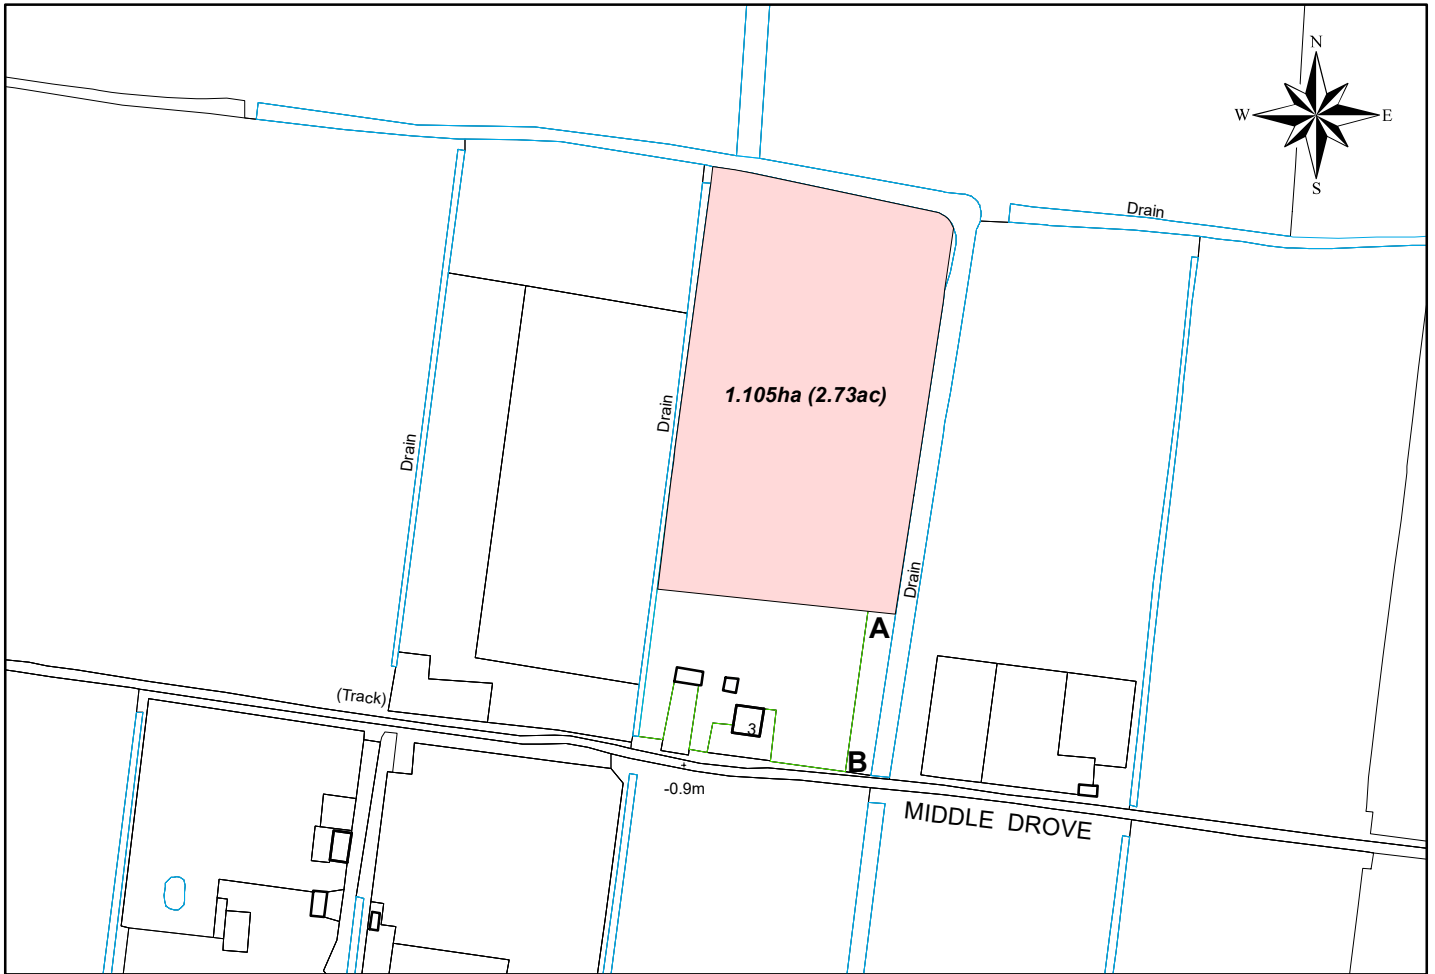 N
W E
S
Drain
1.105ha (2.73ac)
Drain
Drain
Drain
A
(Track)
3
B
-0.9m
MIDDLE DROVE